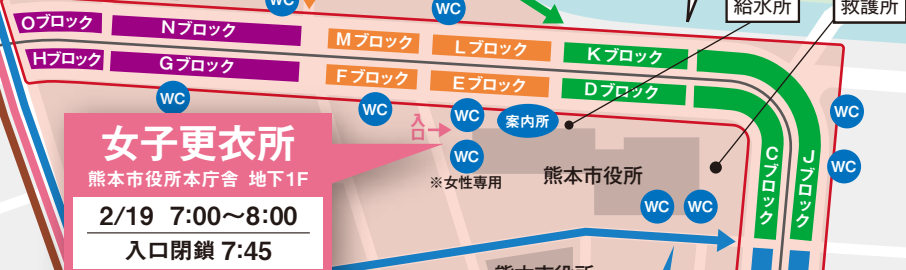 WC
WC
給水所
救護所
Oブロック
Nブロック
Mブロック
Lブロック
Kブロック
Hブロック
Gブロック
Fブロック
Eブロック
Dブロック
WC
WC
入口
WC
案内所
WC
※女性専用
熊本市役所
WC
WC
WC
WC
Cブロック
Jブロック
女子更衣所
熊本市役所本庁舎 地下1F
2/19 7:00〜8:00
入口閉鎖 7:45
熊本市役所